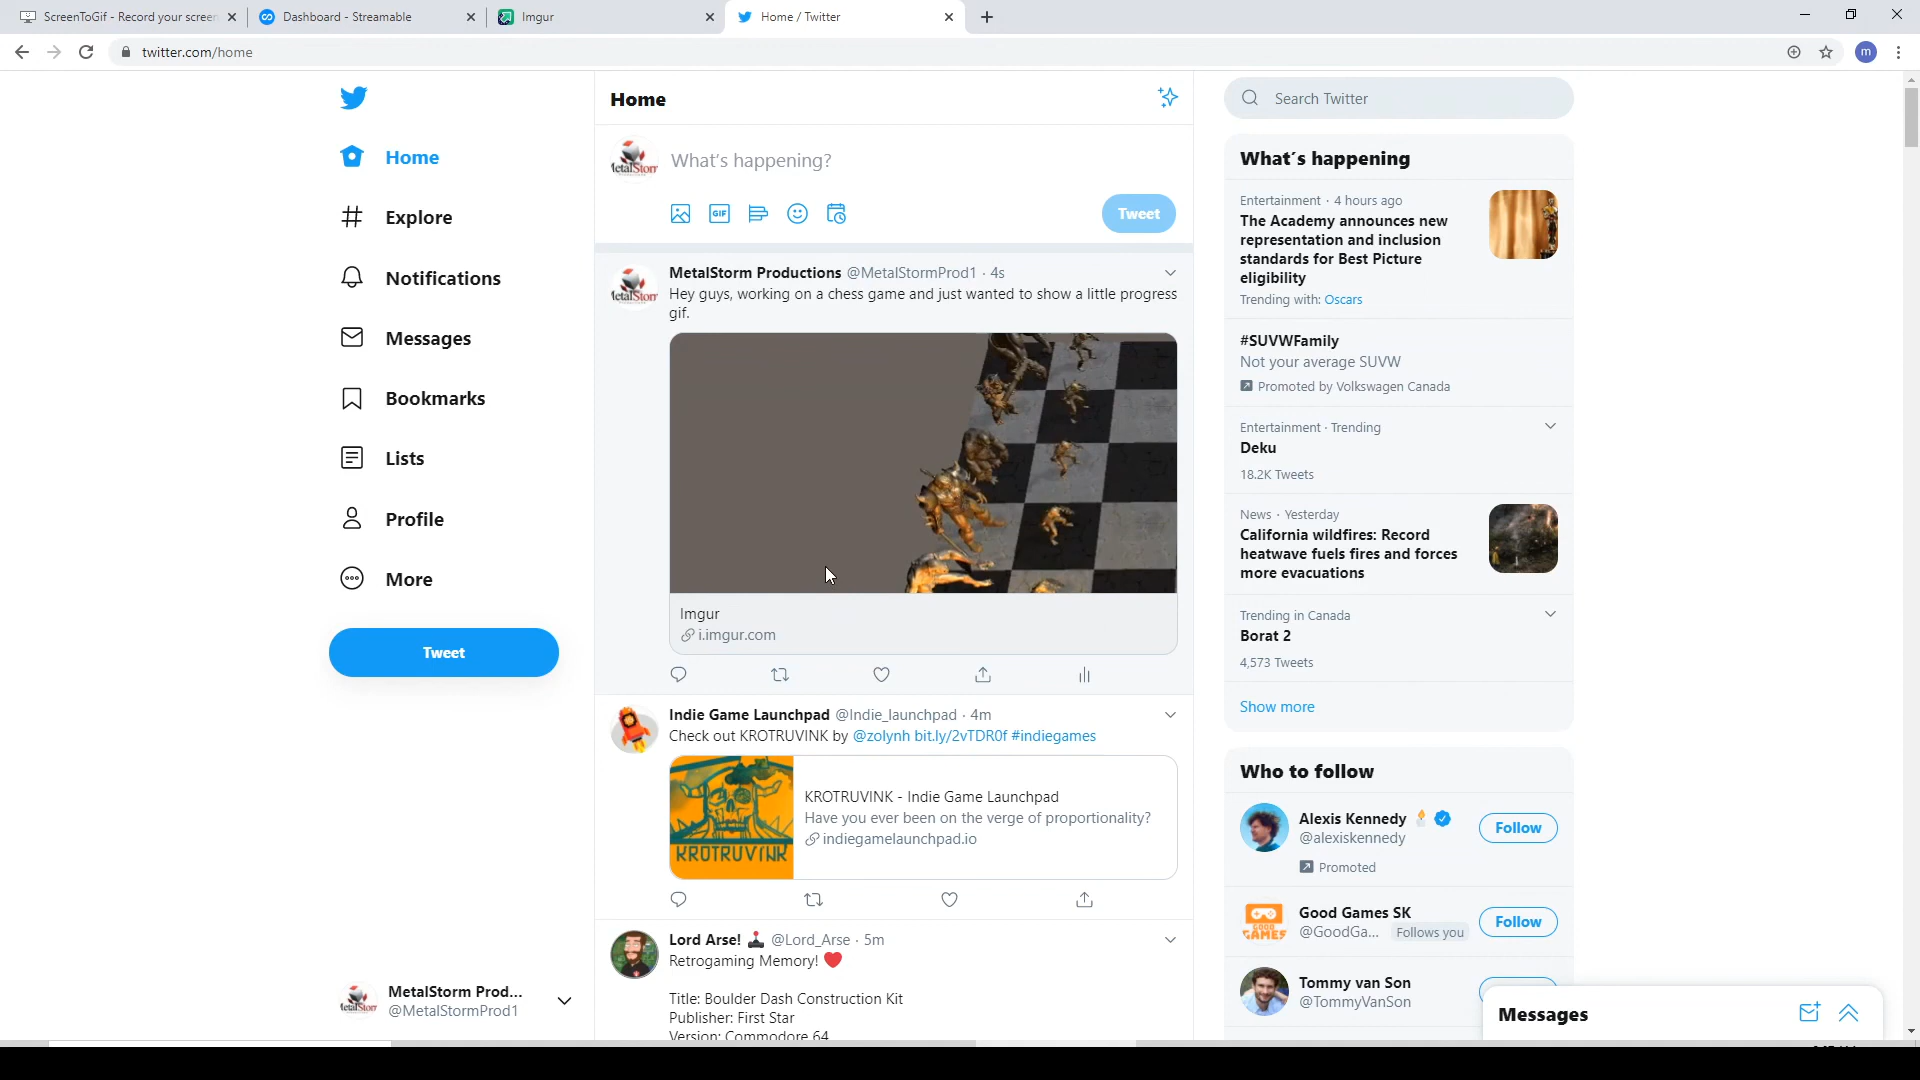 ScreenToGif - Record your screen
Dashboard - Streamable
Imgur
Home / Twitter
twitter.com/home
m
Home
Explore
Notifications
Messages
Bookmarks
Lists
Profile
More
Tweet
MetalStorm Prod...
@MetalStormProd1
Home
What's happening?
GIF
Tweet
MetalStorm Productions @MetalStormProd1 · 4s
Hey guys, working on a chess game and just wanted to show a little progress
gif.
Imgur
i.imgur.com
Indie Game Launchpad @Indie_launchpad · 4m
Check out KROTRUVINK by @zolynh bit.ly/2vTDR0f #indiegames
KROTRUVINK
KROTRUVINK - Indie Game Launchpad
Have you ever been on the verge of proportionality?
indiegamelaunchpad.io
Lord Arse! @Lord_Arse · 5m
Retrogaming Memory!
Title: Boulder Dash Construction Kit
Publisher: First Star
Version: Commodore 64
Search Twitter
What's happening
Entertainment · 4 hours ago
The Academy announces new
representation and inclusion
standards for Best Picture
eligibility
Trending with: Oscars
#SUVWFamily
Not your average SUVW
Promoted by Volkswagen Canada
Entertainment · Trending
Deku
18.2K Tweets
News · Yesterday
California wildfires: Record
heatwave fuels fires and forces
more evacuations
Trending in Canada
Borat 2
4,573 Tweets
Show more
Who to follow
Alexis Kennedy
@alexiskennedy
Follow
Promoted
GOOD GAMES
Good Games SK
@GoodGa... Follows you
Follow
Tommy van Son
@TommyVanSon
Messages